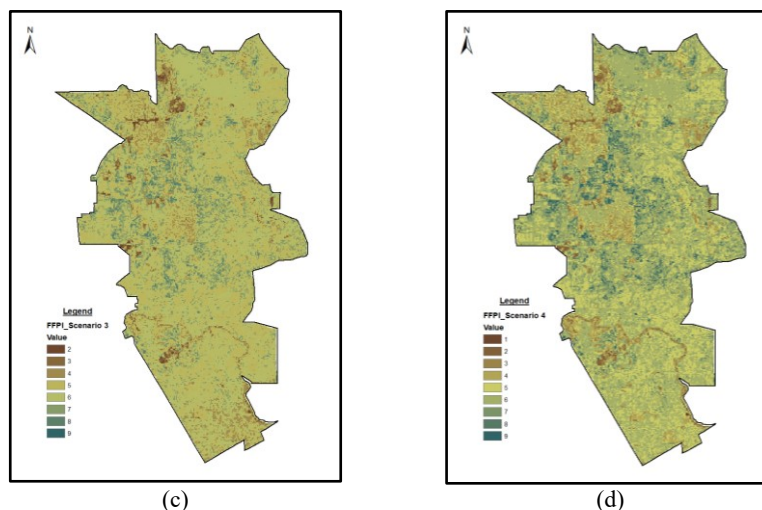 N
Legend
FFPI_Scenario 3
Value
2
3
4
5
6
7
8
9
(c)
N
Legend
FFPI_Scenario 4
Value
1
2
3
4
5
6
7
8
9
(d)